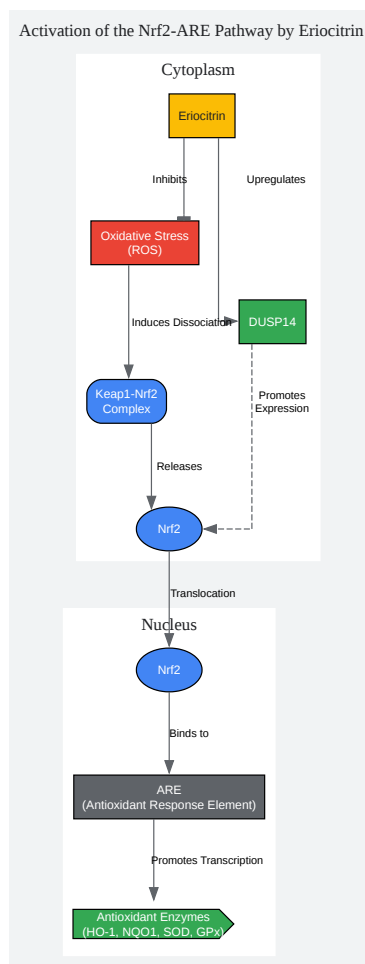 Activation of the Nrf2-ARE Pathway by Eriocitrin
Cytoplasm
Eriocitrin
Inhibits
Upregulates
Oxidative Stress
(ROS)
Induces Dissociation
DUSP14
Keap1-Nrf2
Complex
Promotes
Expression
Releases
Nrf2
Translocation
Nucleus
Nrf2
Binds to
ARE
(Antioxidant Response Element)
Promotes Transcription
Antioxidant Enzymes
(HO-1, NQO1, SOD, GPx)